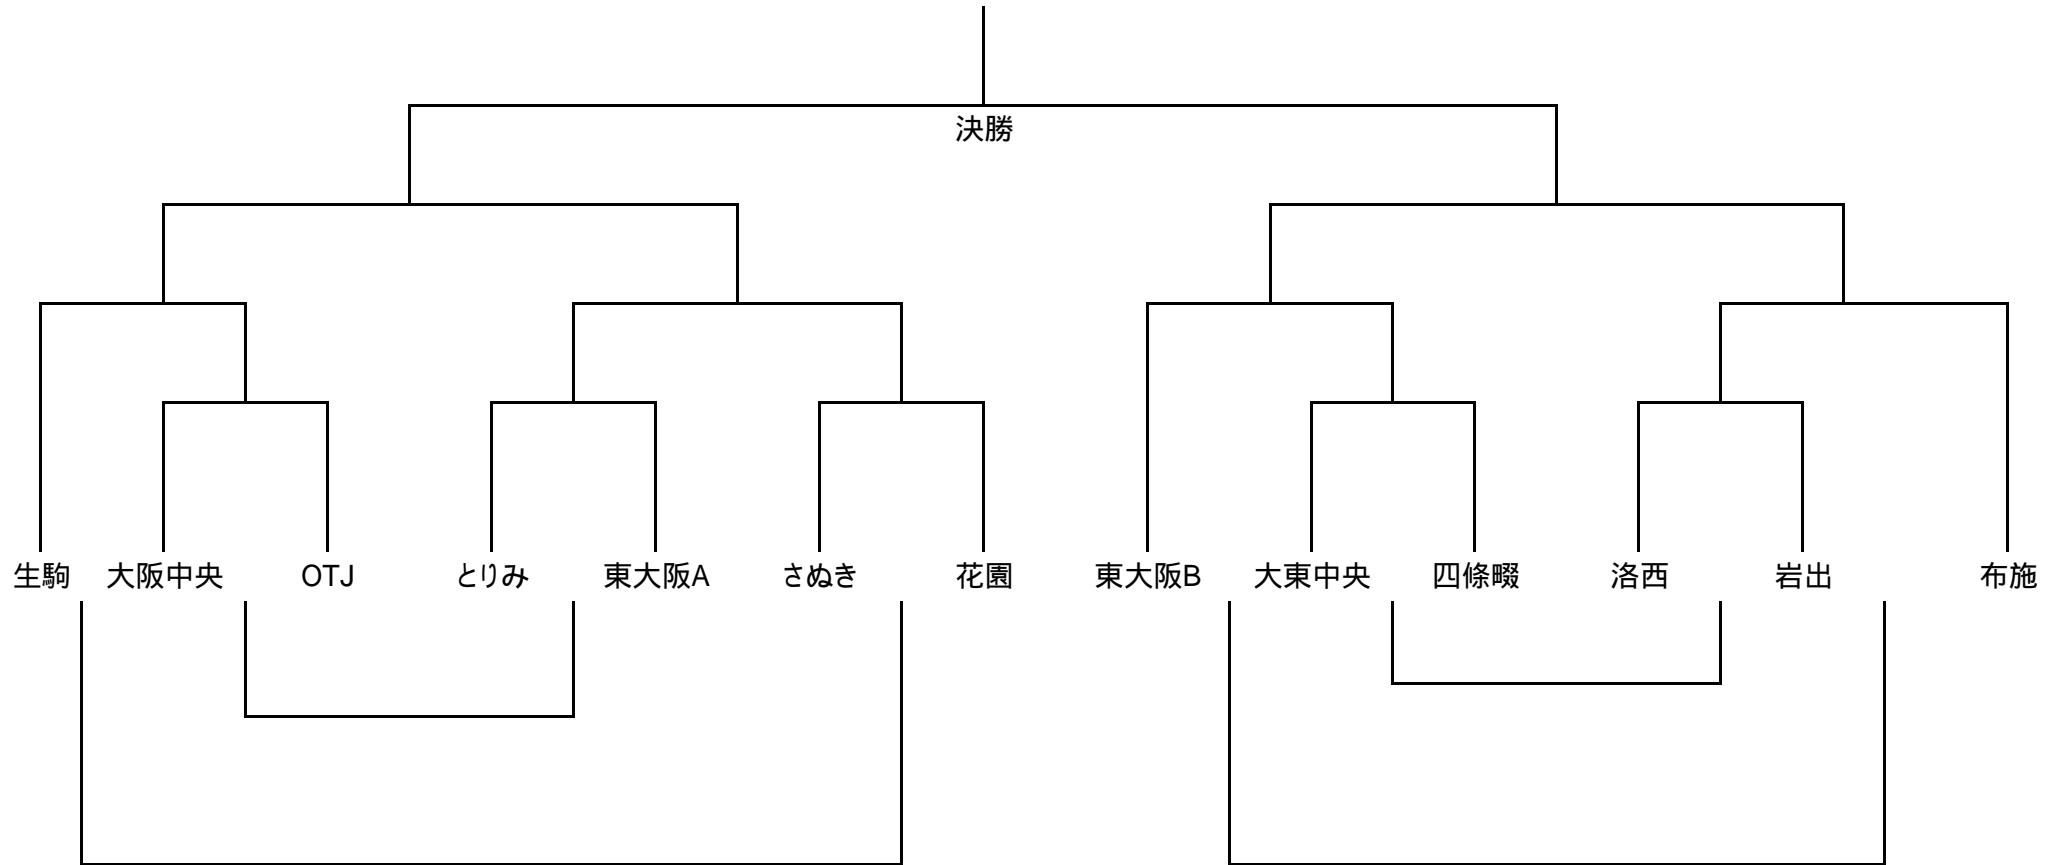 決勝
生駒 大阪中央 OTJ とりみ 東大阪A さぬき 花園 東大阪B 大東中央 四條畷 洛西 岩出 布施